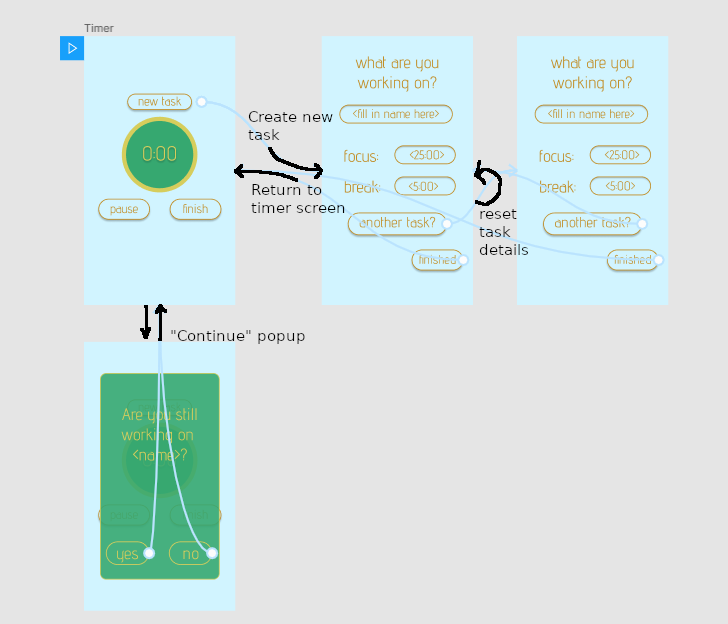 Timer
new task
0:00
pause
finish
Create new
task
Return to
timer screen
what are you
working on?
<fill in name here>
focus:
<25:00>
break:
<5:00>
another task?
finished
reset
task
details
what are you
working on?
<fill in name here>
focus:
<25:00>
break:
<5:00>
another task?
finished
"Continue" popup
Are you still
working on
<name>?
pause
yes
no